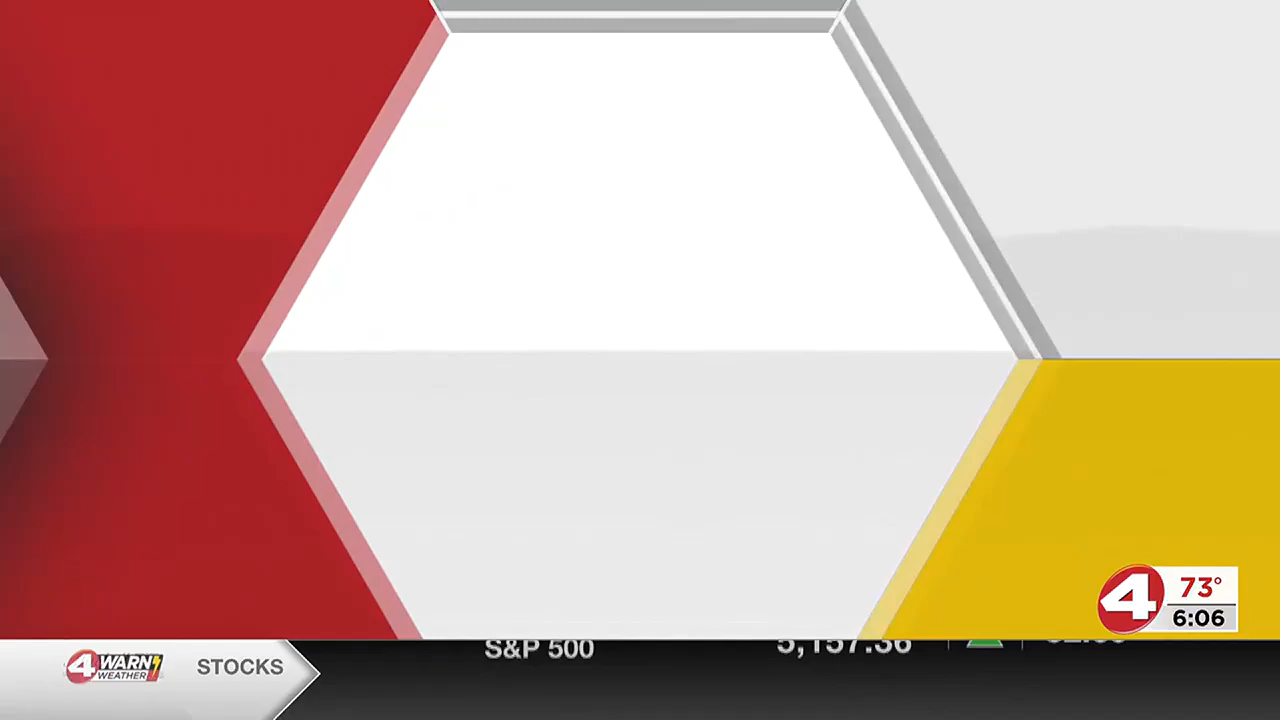 4 73°
6:06
4 WARN
WEATHER
STOCKS
S&P 500
5,157.36